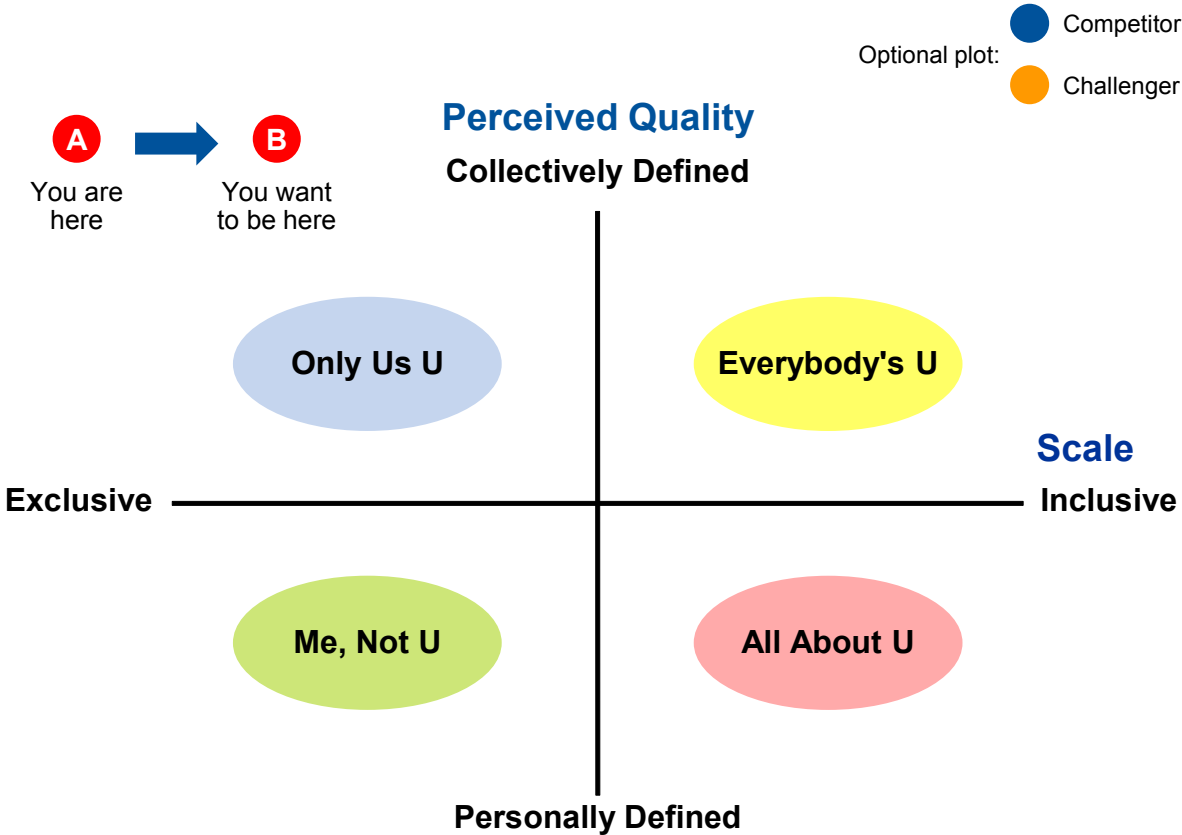 Optional plot:
Competitor
Challenger
A
B
You are
here
You want
to be here
Perceived Quality
Collectively Defined
Only Us U
Everybody's U
Scale
Exclusive
Inclusive
Me, Not U
All About U
Personally Defined